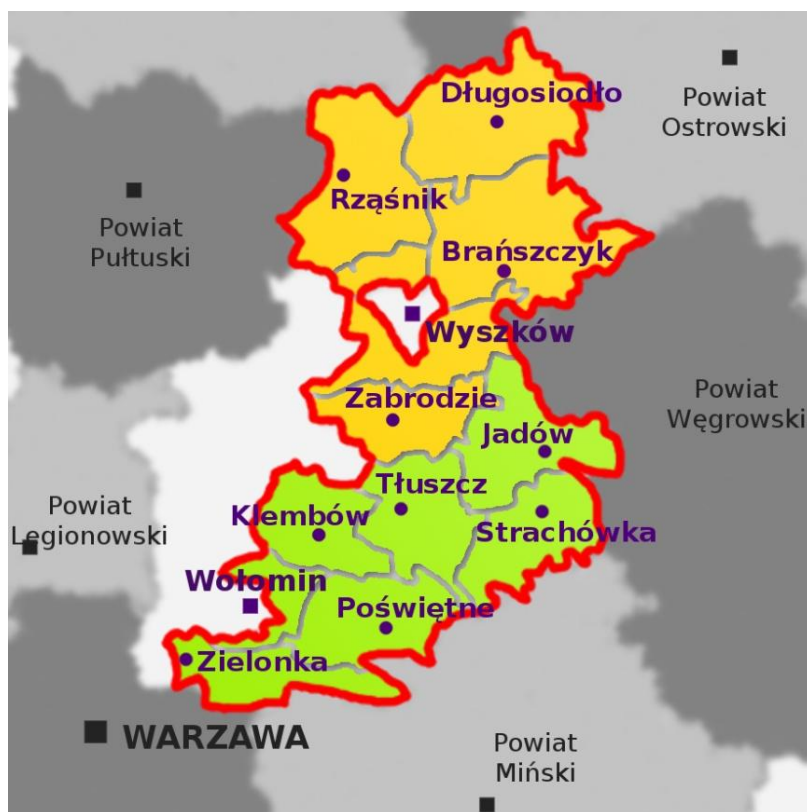 Długosiodło
Powiat
Ostrowski
Rząśnik
Powiat
Pułtuski
Brańszczyk
Wyszków
Zabrodzie
Powiat
Węgrowski
Jadów
Tłuszcz
Klembów
Strachówka
Powiat
Legionowski
Wołomin
Poświętne
Zielonka
WARZAWA
Powiat
Miński